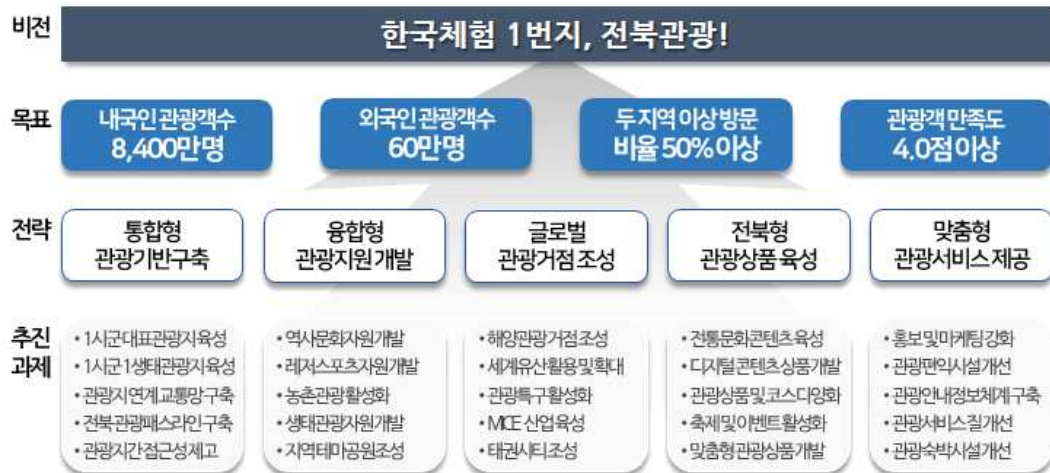 비전
한국체험 1번지, 전북관광!
목표
내국인 관광객수
8,400만명
외국인 관광객수
60만명
두 지역 이상 방문
비율 50% 이상
관광객 만족도
4.0점 이상
전략
통합형
관광기반구축
융합형
관광지원 개발
글로벌
관광거점 조성
전북형
관광상품 육성
맞춤형
관광서비스 제공
추진
과제
• 1시군대표관광지육성
• 1시군1생태관광지육성
• 관광지연계교통망구축
• 전북관광패스라인구축
• 관광지간접근성제고
• 역사문화자원개발
• 레저스포츠자원개발
• 농촌관광활성화
• 생태관광자원개발
• 지역테마공원조성
• 해양관광거점조성
• 세계유산활용및확대
• 관광특구활성화
• MICE 산업육성
• 태권시티조성
• 전통문화콘텐츠육성
• 디지털콘텐츠상품개발
• 관광상품및코스다양화
• 축제및이벤트활성화
• 맞춤형관광상품개발
• 홍보및마케팅강화
• 관광편익시설개선
• 관광안내정보체계구축
• 관광서비스질개선
• 관광숙박시설개선